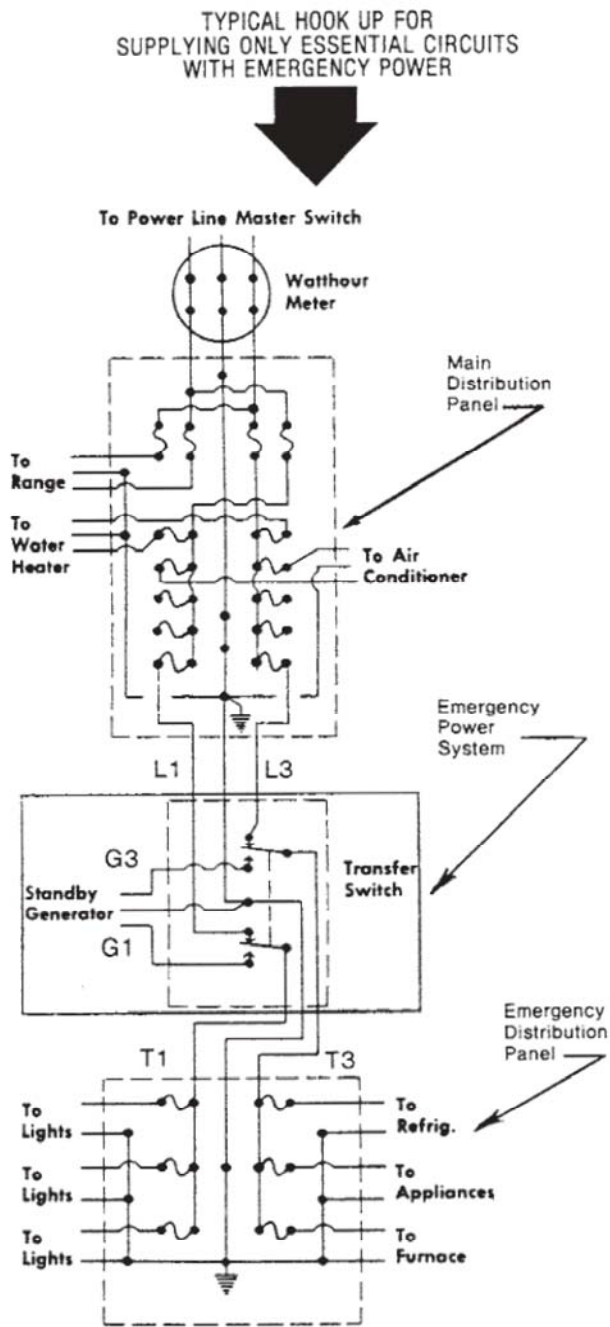 TYPICAL HOOK UP FOR
SUPPLYING ONLY ESSENTIAL CIRCUITS
WITH EMERGENCY POWER
To Power Line Master Switch
Watthour
Meter
Main
Distribution
Panel
To
Range
To
Water
Heater
To Air
Conditioner
Emergency
Power
System
L1
L3
G3
Transfer
Switch
Standby
Generator
G1
Emergency
Distribution
Panel
T1
T3
To
Lights
To
Refrig.
To
Lights
To
Appliances
To
Lights
To
Furnace